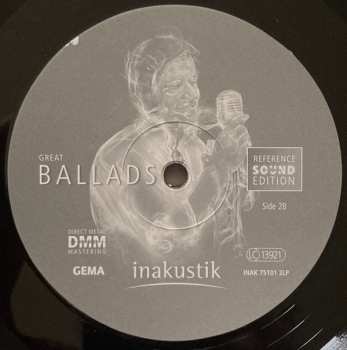 GREAT
BALLADS
REFERENCE
SOUND
EDITION
Side 2B
DIRECT METAL
DMM
MASTERING
GEMA
inakustik
LC 13921
INAK 75101 2LP